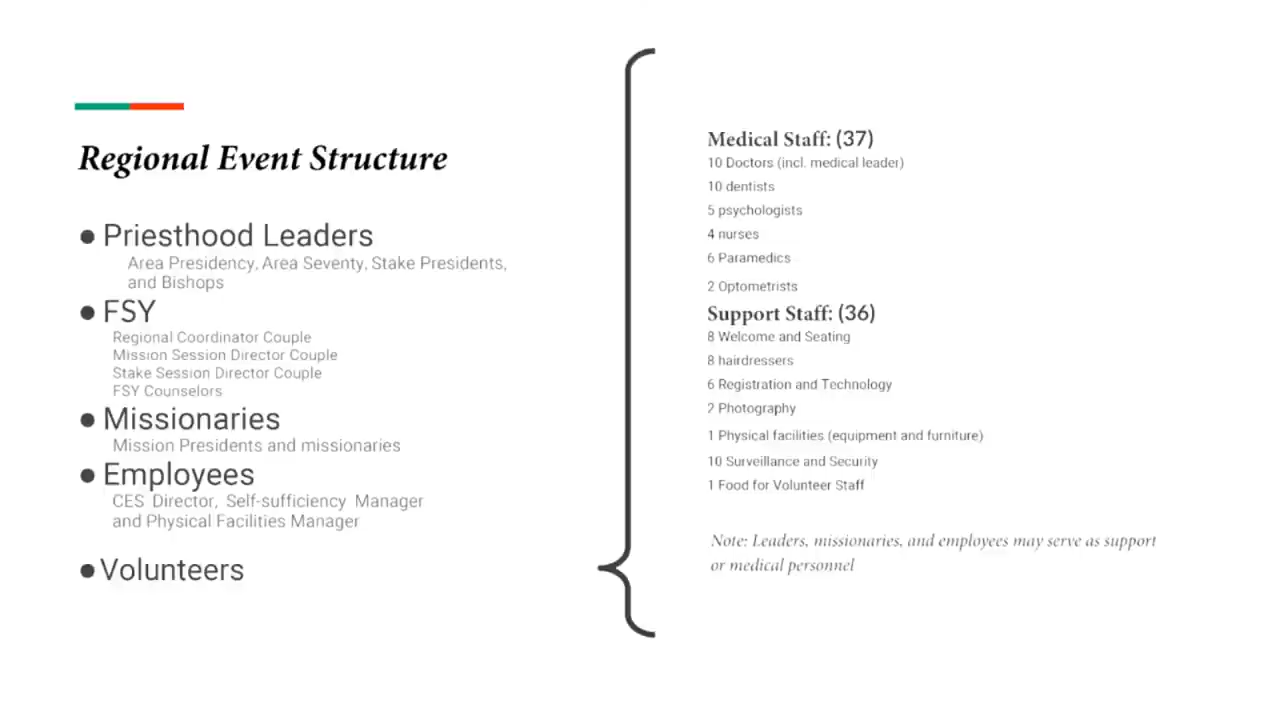 Regional Event Structure
● Priesthood Leaders
Area Presidency, Area Seventy, Stake Presidents,
and Bishops
● FSY
Regional Coordinator Couple
Mission Session Director Couple
Stake Session Director Couple
FSY Counselors
● Missionaries
Mission Presidents and missionaries
● Employees
CES Director, Self-sufficiency Manager
and Physical Facilities Manager
● Volunteers
Medical Staff: (37)
10 Doctors (incl. medical leader)
10 dentists
5 psychologists
4 nurses
6 Paramedics
2 Optometrists
Support Staff: (36)
8 Welcome and Seating
8 hairdressers
6 Registration and Technology
2 Photography
1 Physical facilities (equipment and furniture)
10 Surveillance and Security
1 Food for Volunteer Staff
Note: Leaders, missionaries, and employees may serve as support
or medical personnel